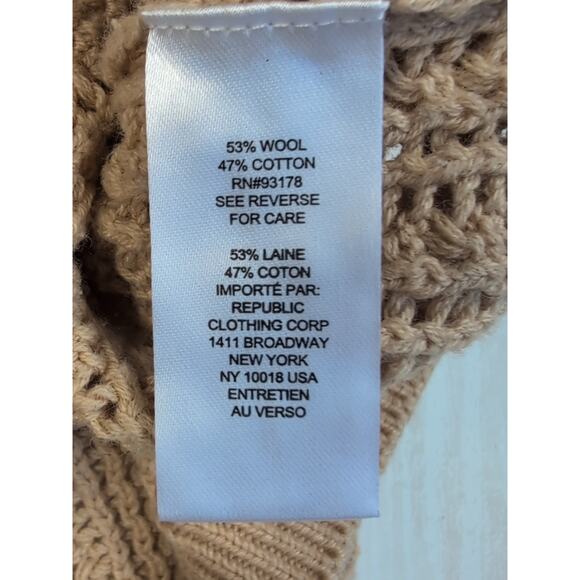 53% WOOL
47% COTTON
RN#93178
SEE REVERSE
FOR CARE
53% LAINE
47% COTON
IMPORTÉ PAR:
REPUBLIC
CLOTHING CORP
1411 BROADWAY
NEW YORK
NY 10018 USA
ENTRETIEN
AU VERSO